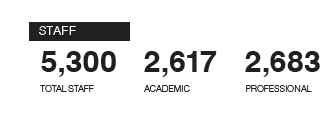 STAFF
5,300 2,617 2,683
TOTAL STAFF ACADEMIC PROFESSIONAL